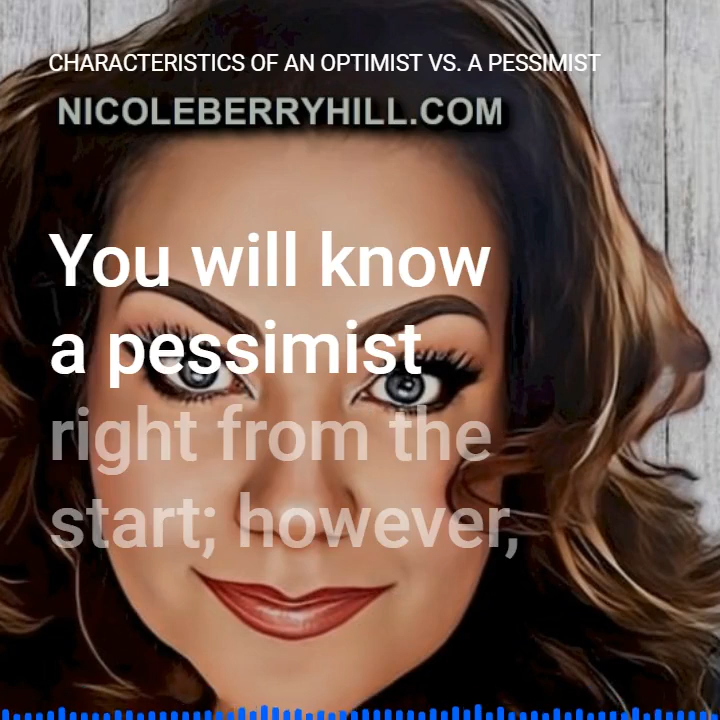 CHARACTERISTICS OF AN OPTIMIST VS. A PESSIMIST
NICOLEBERRYHILL.COM
You will know
a pessimist
right from the
start; however,